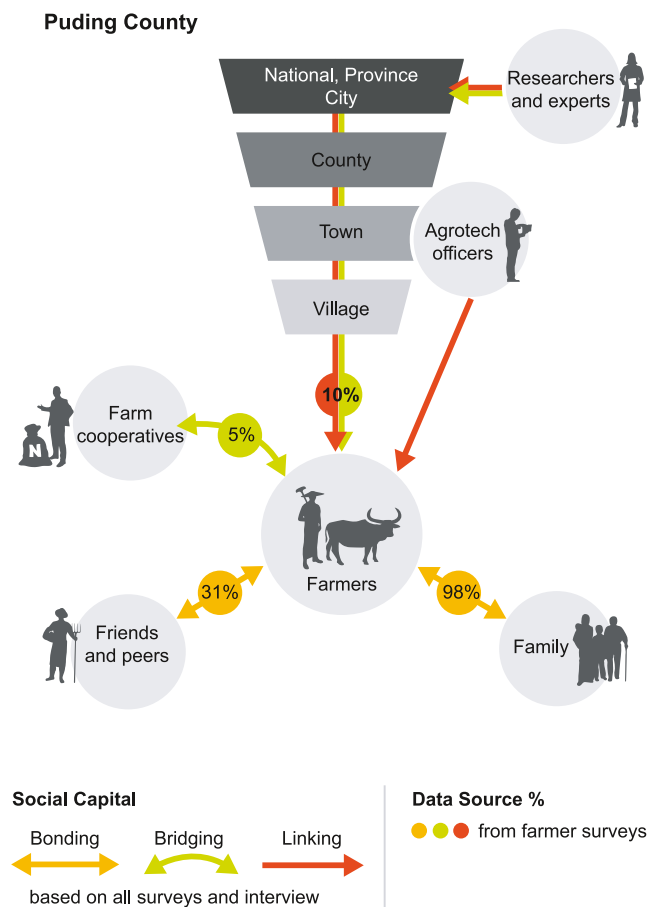 Puding County
National, Province
City
Researchers
and experts
County
Town
Agrotech
officers
Village
10%
Farm
cooperatives
5%
N
Farmers
31%
98%
Friends
and peers
Family
Social Capital
Bonding
Bridging
Linking
based on all surveys and interview
Data Source %
from farmer surveys